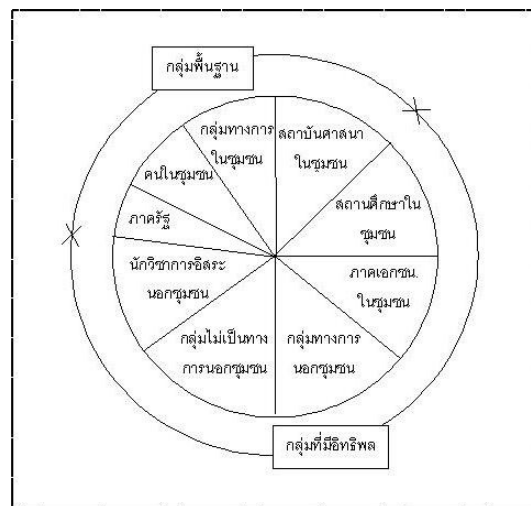 กลุ่มพื้นฐาน
กลุ่มทางการ
ในชุมชน
สถาบันศาสนา
ในชุมชน
คนในชุมชน
สถานศึกษาใน
ชุมชน
ภาครัฐ
ภาคเอกชน
ในชุมชน
นักวิชาการอิสระ
นอกชุมชน
กลุ่มไม่เป็นทาง
การนอกชุมชน
กลุ่มทางการ
นอกชุมชน
กลุ่มที่มีอิทธิพล